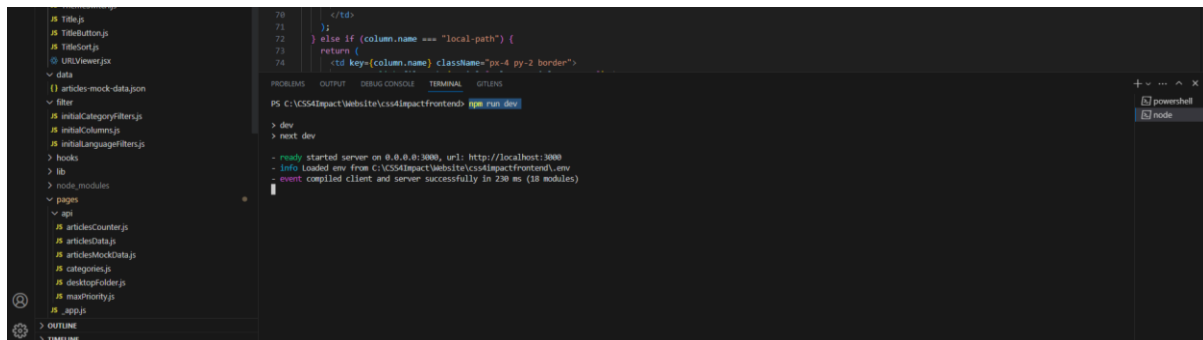 JS Title.js
JS TitleButton.js
JS TitleSort.js
URLViewer.jsx
data
{} articles-mock-data.json
filter
JS initialCategoryFilters.js
JS initialColumns.js
JS initialLanguageFilters.js
hooks
lib
node_modules
pages
api
JS articlesCounter.js
JS articlesData.js
JS articlesMockData.js
JS categories.js
JS desktopFolder.js
JS maxPriority.js
JS _app.js
OUTLINE
TIMELINE
70 </td>
71 );
72 } else if (column.name === "local-path") {
73 return (
74 <td key={column.name} className="px-4 py-2 border">
PROBLEMS OUTPUT DEBUG CONSOLE TERMINAL GITLENS
PS C:\CSS4Impact\Website\css4impactfrontend> npm run dev
> dev
> next dev
- ready started server on 0.0.0.0:3000, url: http://localhost:3000
- info Loaded env from C:\CSS4Impact\Website\css4impactfrontend\.env
- event compiled client and server successfully in 230 ms (18 modules)
powershell
node